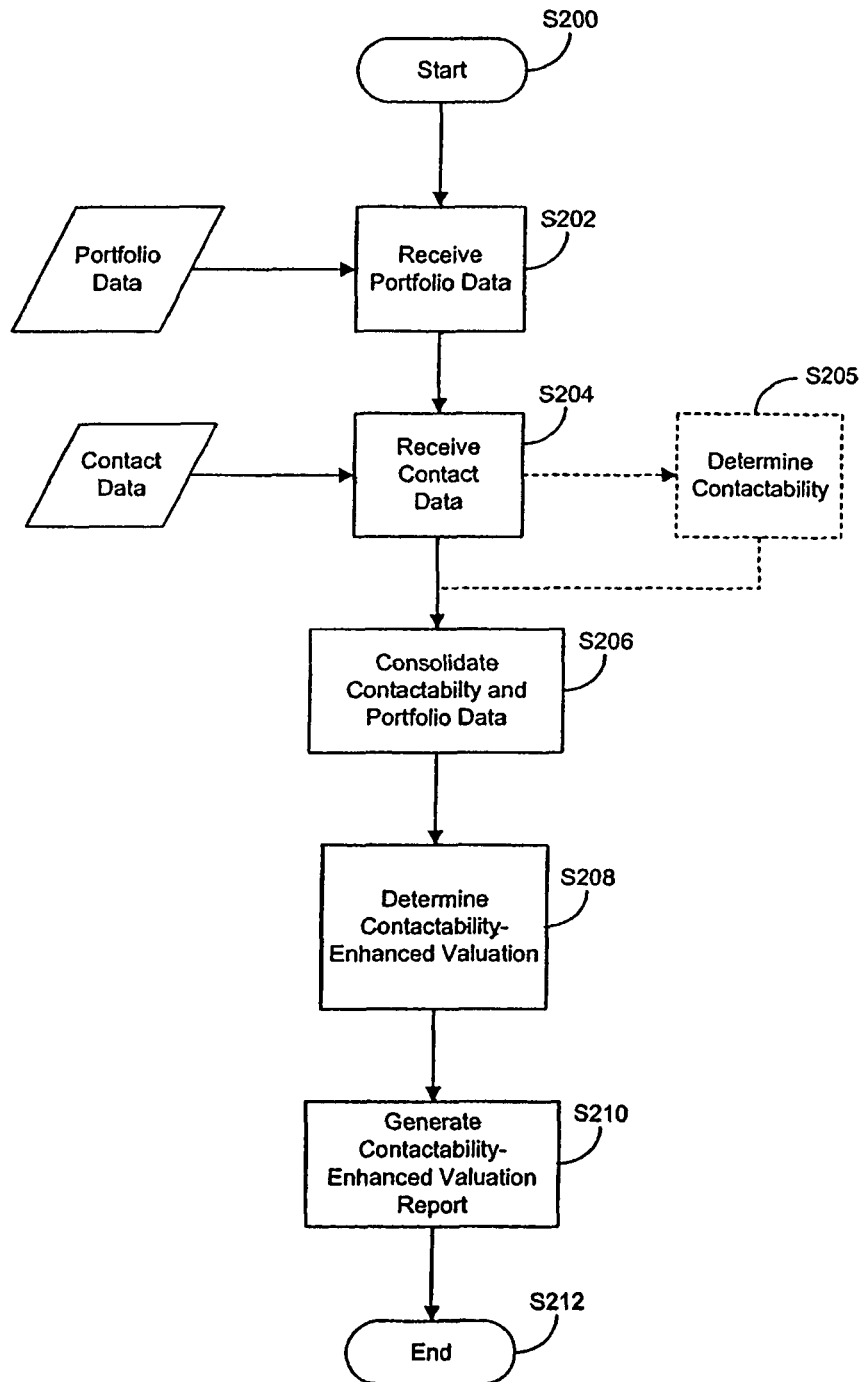 S200
Start
S202
Portfolio
Data
Receive
Portfolio Data
S205
S204
Contact
Data
Receive
Contact
Data
Determine
Contactability
S206
Consolidate
Contactabilty and
Portfolio Data
S208
Determine
Contactability-
Enhanced Valuation
S210
Generate
Contactability-
Enhanced Valuation
Report
S212
End